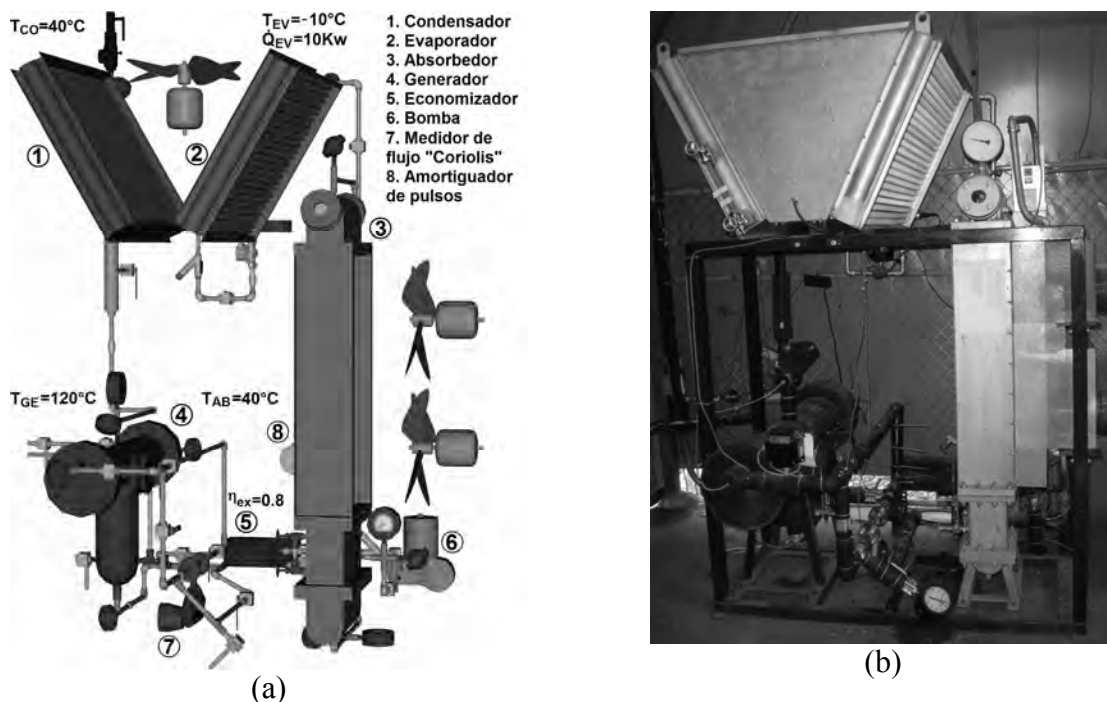 T_CO=40°C
T_EV=-10°C
Q̇_EV=10Kw
1. Condensador
2. Evaporador
3. Absorbedor
4. Generador
5. Economizador
6. Bomba
7. Medidor de
flujo "Coriolis"
8. Amortiguador
de pulsos
1
2
3
T_GE=120°C
T_AB=40°C
4
8
η_ex=0.8
5
6
7
(a)
(b)